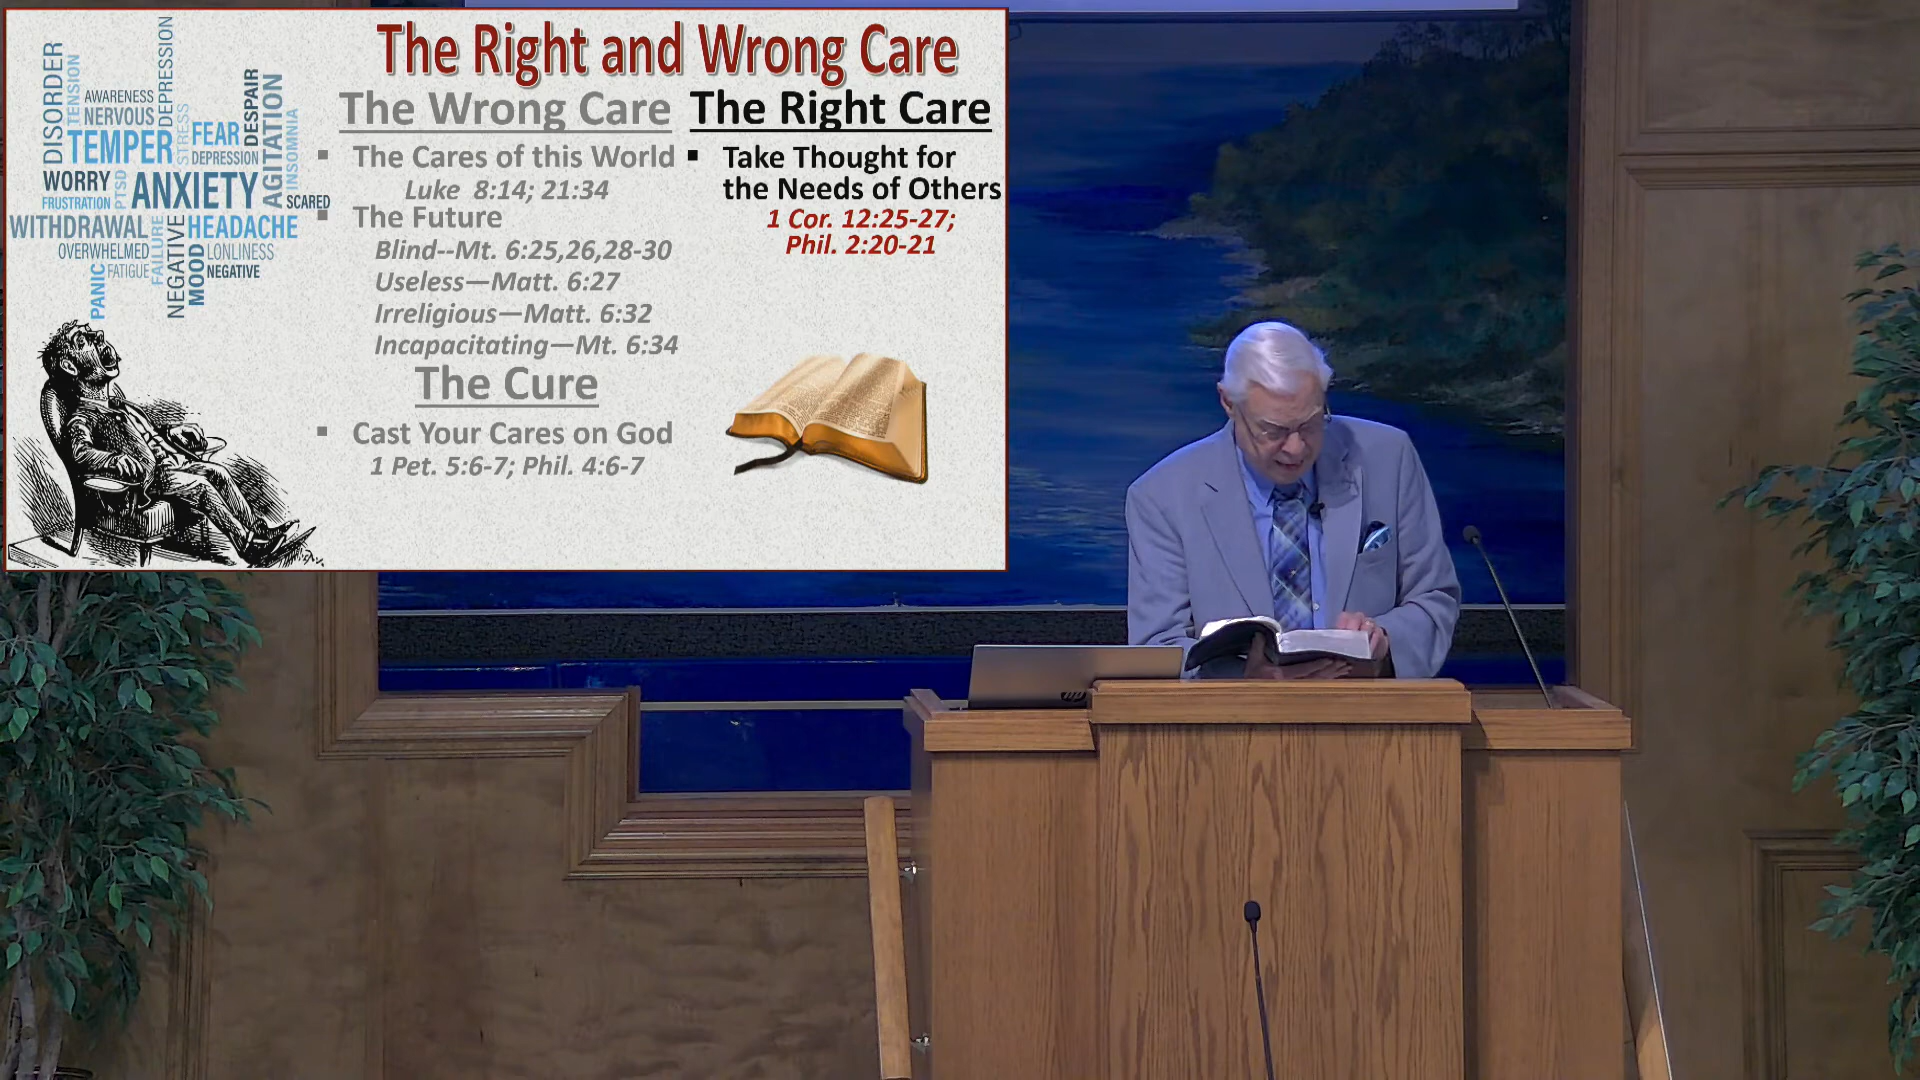 The Right and Wrong Care
The Wrong Care
The Cares of this World
Luke 8:14; 21:34
The Future
Blind--Mt. 6:25,26,28-30
Useless—Matt. 6:27
Irreligious—Matt. 6:32
Incapacitating—Mt. 6:34
The Cure
Cast Your Cares on God
1 Pet. 5:6-7; Phil. 4:6-7
The Right Care
Take Thought for
the Needs of Others
1 Cor. 12:25-27;
Phil. 2:20-21
DISORDER
TENSION
AWARENESS
NERVOUS
DEPRESSION
TEMPER
STRESS
FEAR
DEPRESSION
DESPAIR
AGITATION
INSOMNIA
WORRY
PTSD
ANXIETY
FRUSTRATION
SCARED
WITHDRAWAL
FAILURE
NEGATIVE
HEADACHE
OVERWHELMED
MOOD
LONLINESS
PANIC
FATIGUE
NEGATIVE
hp